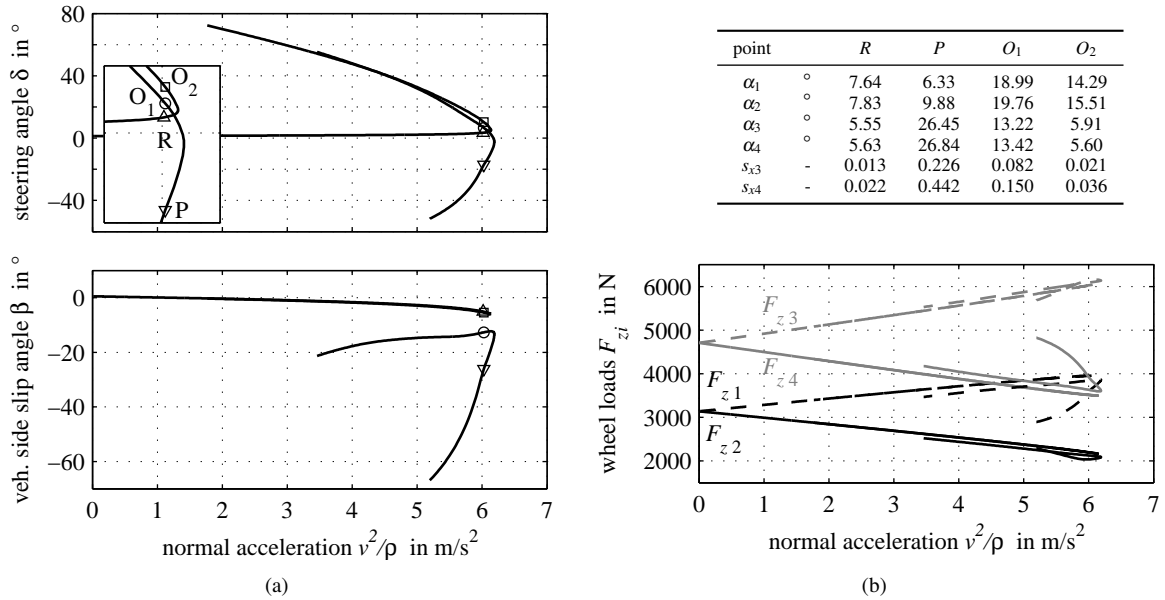 80
40
0
−40
steering angle δ in °
O₂
O₁
R
P
0
−20
−40
−60
veh. side slip angle β in °
0 1 2 3 4 5 6 7
normal acceleration v²/ρ in m/s²
(a)
point R P O₁ O₂
α₁ ° 7.64 6.33 18.99 14.29
α₂ ° 7.83 9.88 19.76 15.51
α₃ ° 5.55 26.45 13.22 5.91
α₄ ° 5.63 26.84 13.42 5.60
sₓ₃ - 0.013 0.226 0.082 0.021
sₓ₄ - 0.022 0.442 0.150 0.036
6000
5000
4000
3000
2000
wheel loads F_zi in N
F_z3
F_z4
F_z1
F_z2
0 1 2 3 4 5 6 7
normal acceleration v²/ρ in m/s²
(b)